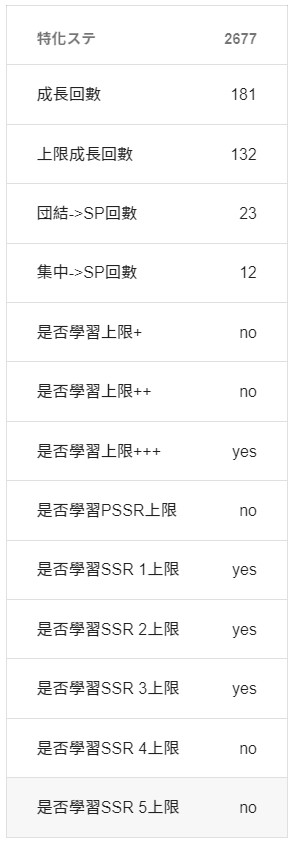 特化ステ 2677
成長回數 181
上限成長回數 132
団結->SP回數 23
集中->SP回數 12
是否學習上限+ no
是否學習上限++ no
是否學習上限+++ yes
是否學習PSSR上限 no
是否學習SSR 1上限 yes
是否學習SSR 2上限 yes
是否學習SSR 3上限 yes
是否學習SSR 4上限 no
是否學習SSR 5上限 no